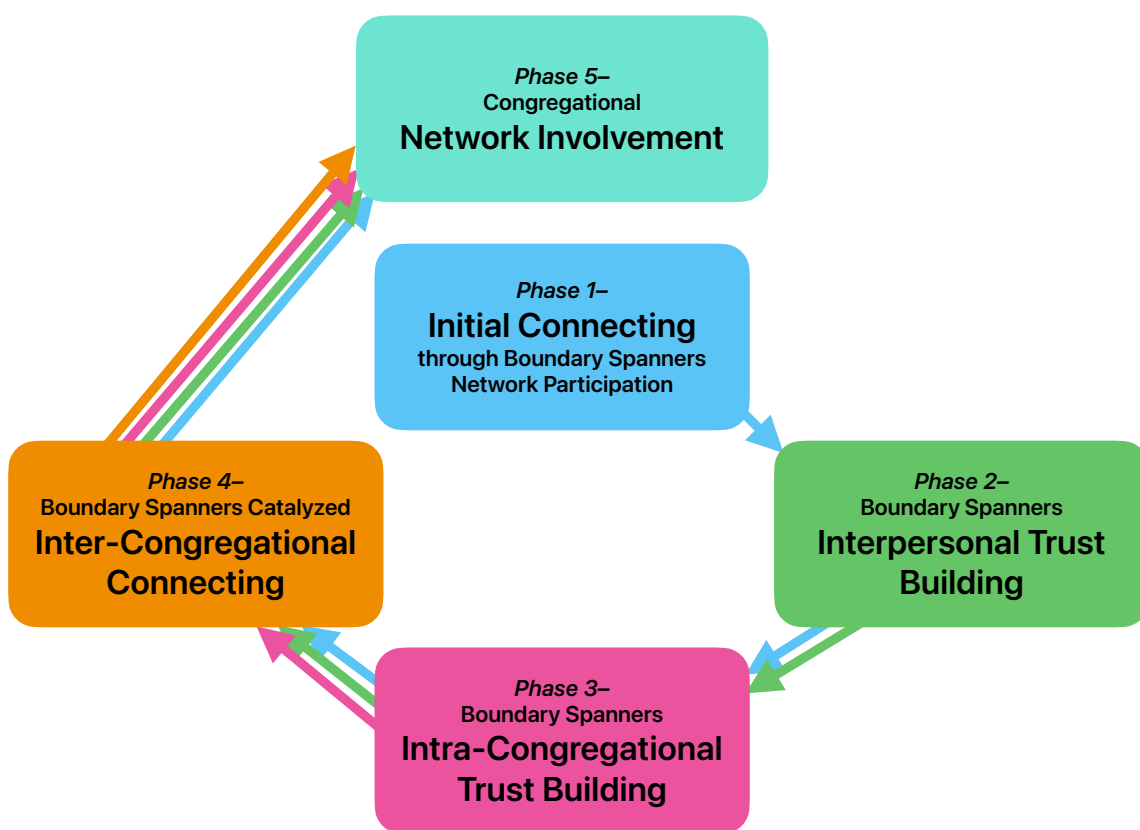 Phase 5–
Congregational
Network Involvement
Phase 1–
Initial Connecting
through Boundary Spanners
Network Participation
Phase 4–
Boundary Spanners Catalyzed
Inter-Congregational
Connecting
Phase 2–
Boundary Spanners
Interpersonal Trust
Building
Phase 3–
Boundary Spanners
Intra-Congregational
Trust Building